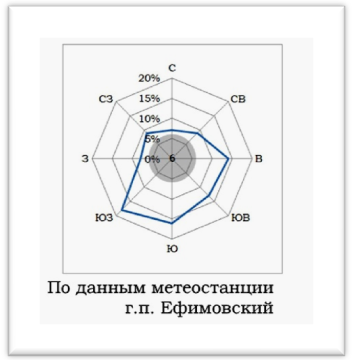 С
20%
СЗ
15%
СВ
10%
5%
З
0%
6
В
ЮЗ
ЮВ
Ю
По данным метеостанции
г.п. Ефимовский